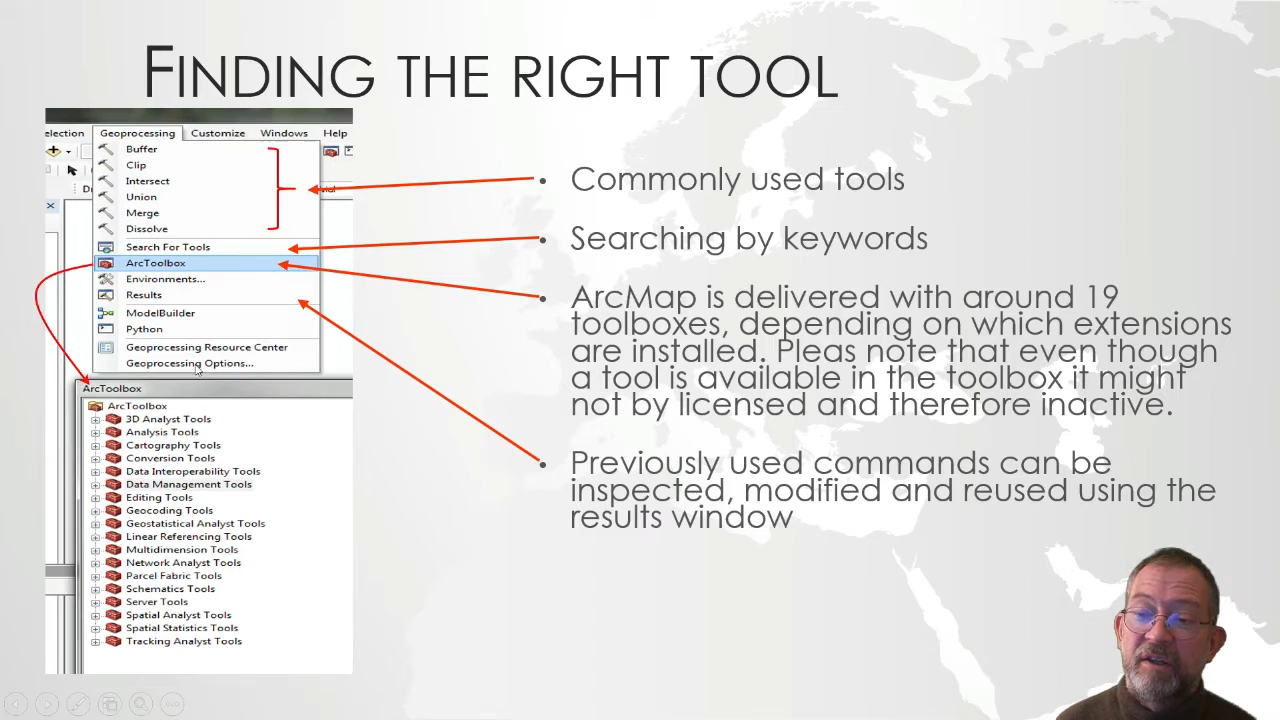 FINDING THE RIGHT TOOL
election Geoprocessing Customize Windows Help
Buffer
Clip
Intersect
Union
Merge
Dissolve
Search For Tools
ArcToolbox
Environments...
Results
ModelBuilder
Python
Geoprocessing Resource Center
Geoprocessing Options...
ArcToolbox
ArcToolbox
3D Analyst Tools
Analysis Tools
Cartography Tools
Conversion Tools
Data Interoperability Tools
Data Management Tools
Editing Tools
Geocoding Tools
Geostatistical Analyst Tools
Linear Referencing Tools
Multidimension Tools
Network Analyst Tools
Parcel Fabric Tools
Schematics Tools
Server Tools
Spatial Analyst Tools
Spatial Statistics Tools
Tracking Analyst Tools
• Commonly used tools
• Searching by keywords
• ArcMap is delivered with around 19
toolboxes, depending on which extensions
are installed. Pleas note that even though
a tool is available in the toolbox it might
not by licensed and therefore inactive.
• Previously used commands can be
inspected, modified and reused using the
results window